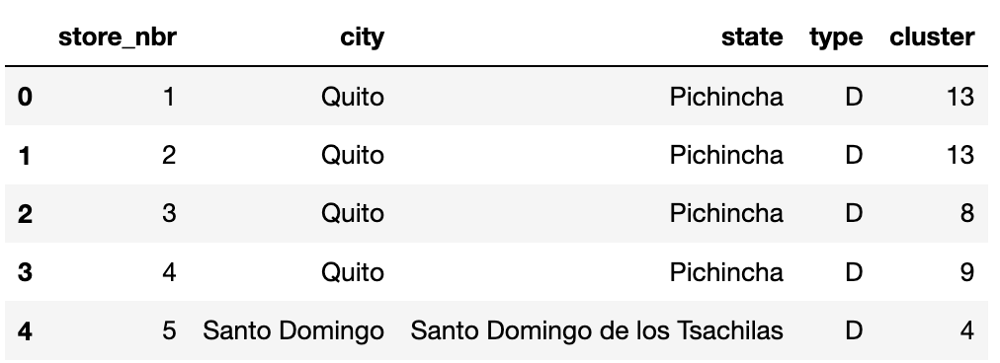 store_nbr city state type cluster
0 1 Quito Pichincha D 13
1 2 Quito Pichincha D 13
2 3 Quito Pichincha D 8
3 4 Quito Pichincha D 9
4 5 Santo Domingo Santo Domingo de los Tsachilas D 4